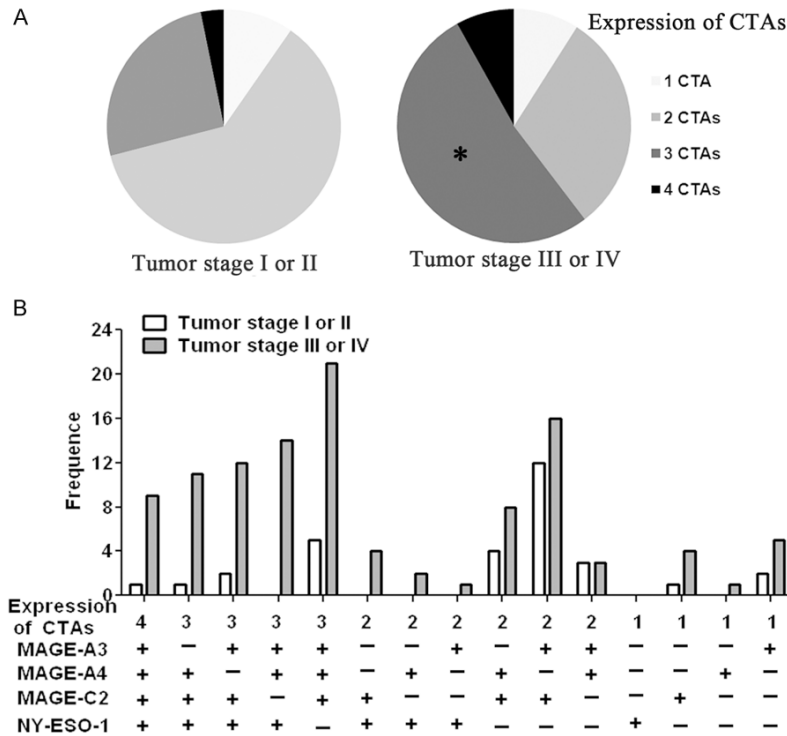 A
Expression of CTAs
1 CTA
2 CTAs
3 CTAs
4 CTAs
*
Tumor stage I or II
Tumor stage III or IV
B
Tumor stage I or II
Tumor stage III or IV
Frequence
24
20
16
12
8
4
0
Expression of CTAs 4 3 3 3 3 2 2 2 2 2 2 1 1 1 1
MAGE-A3 + − + + + − − + − + + − − − +
MAGE-A4 + + − + + − + − + − + − − + −
MAGE-C2 + + + − + + − − + + − − + − −
NY-ESO-1 + + + + − + + + − − − + − − −